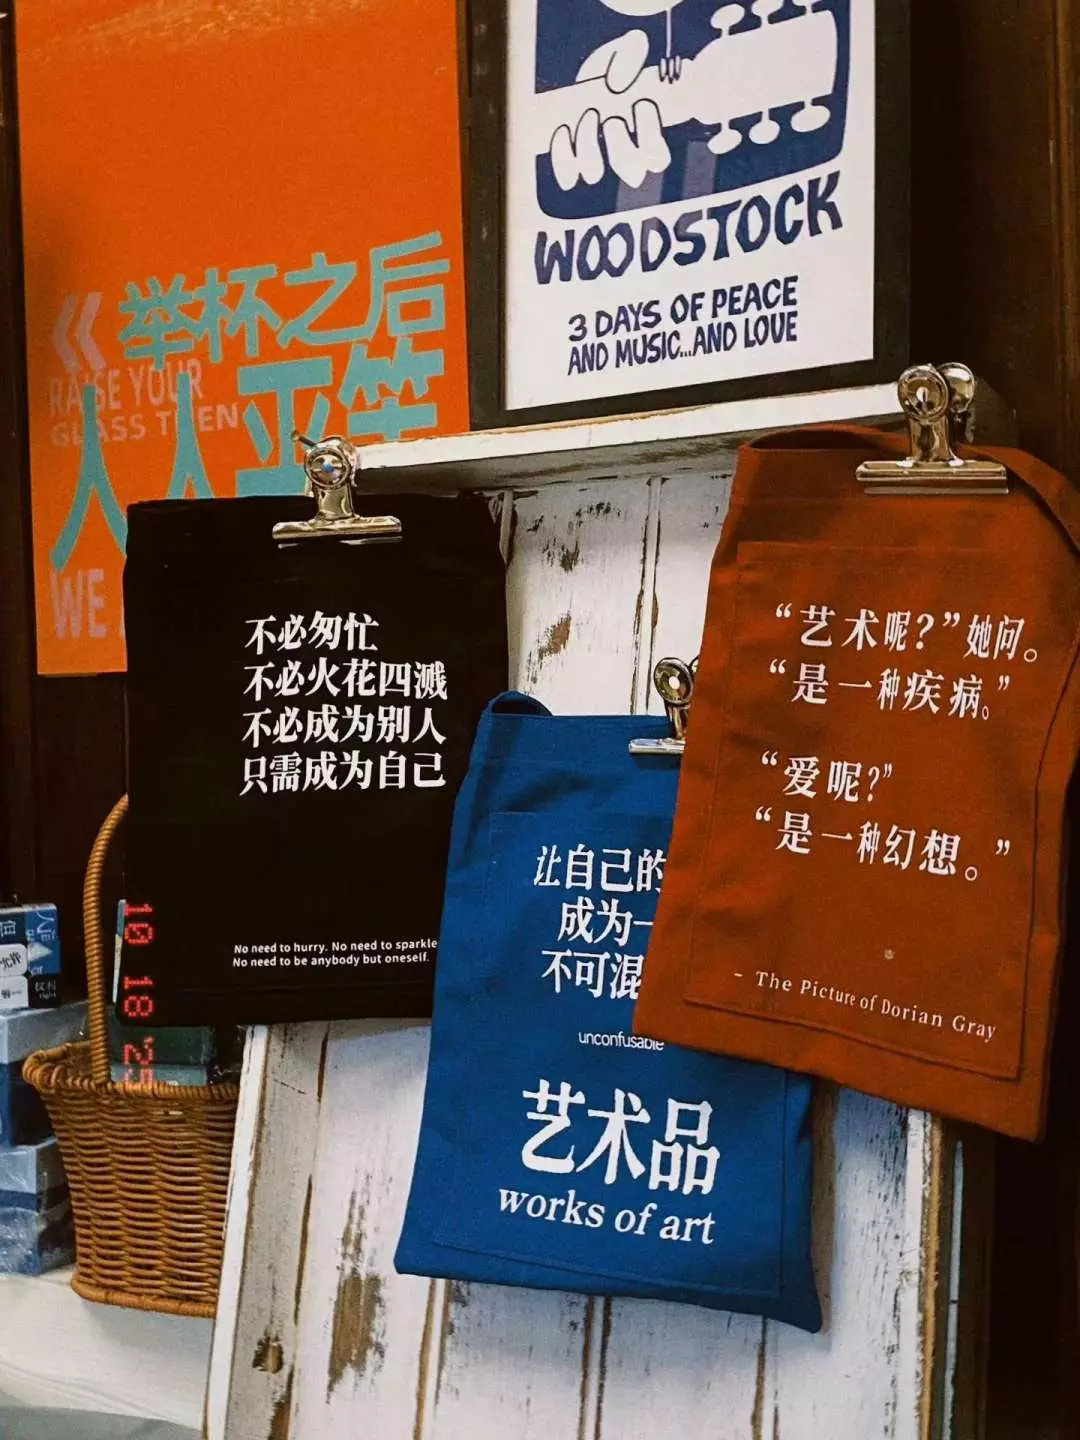 举杯之后
RAISE YOUR
GLASS THEN
人人平等
WE
WOODSTOCK
3 DAYS OF PEACE
AND MUSIC...AND LOVE
不必匆忙
不必火花四溅
不必成为别人
只需成为自己
No need to hurry. No need to sparkle
No need to be anybody but oneself.
让自己的
成为一
不可混
unconfusable
艺术品
works of art
“艺术呢?”她问。
“是一种疾病。”
“爱呢?”
“是一种幻想。”
- The Picture of Dorian Gray
10 18 '25